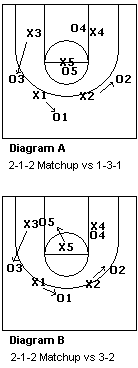 O4
X3 X4
X5
O3 O5 O2
X1 X2
O1
Diagram A
2-1-2 Matchup vs 1-3-1
X3 O5 X4
O4
X5
O3 O2
X1 X2
O1
Diagram B
2-1-2 Matchup vs 3-2